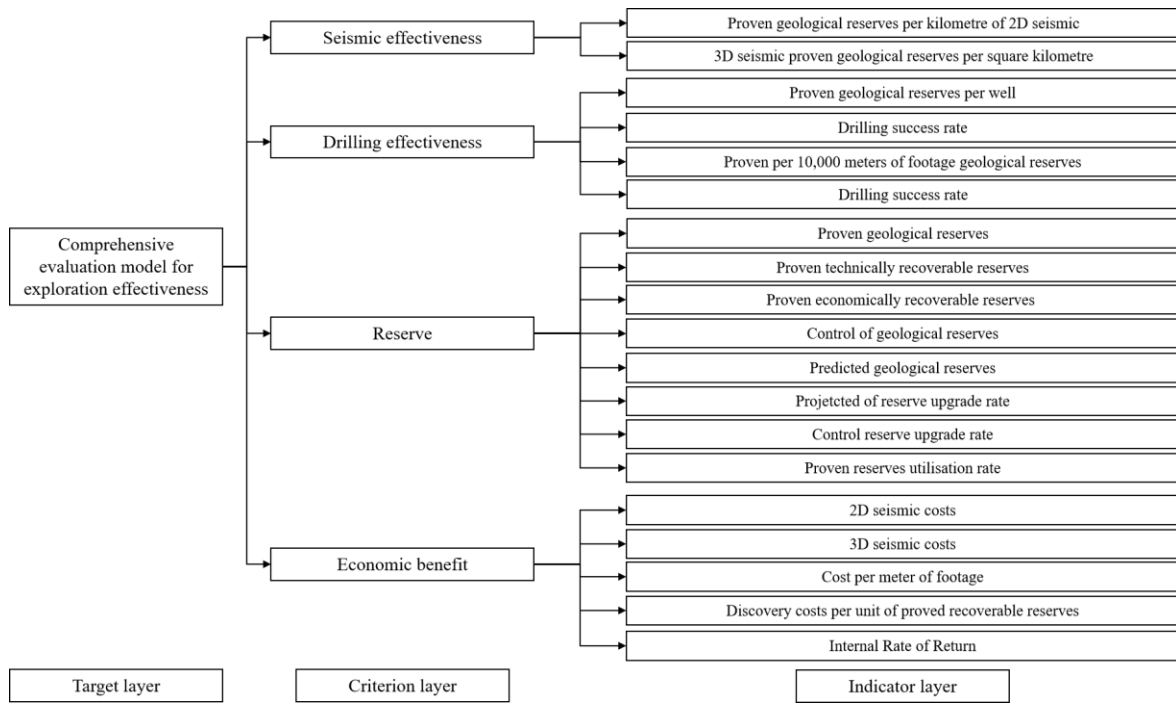 Comprehensive
evaluation model for
exploration effectiveness
Seismic effectiveness
Proven geological reserves per kilometre of 2D seismic
3D seismic proven geological reserves per square kilometre
Drilling effectiveness
Proven geological reserves per well
Drilling success rate
Proven per 10,000 meters of footage geological reserves
Drilling success rate
Reserve
Proven geological reserves
Proven technically recoverable reserves
Proven economically recoverable reserves
Control of geological reserves
Predicted geological reserves
Projetcted of reserve upgrade rate
Control reserve upgrade rate
Proven reserves utilisation rate
Economic benefit
2D seismic costs
3D seismic costs
Cost per meter of footage
Discovery costs per unit of proved recoverable reserves
Internal Rate of Return
Target layer
Criterion layer
Indicator layer